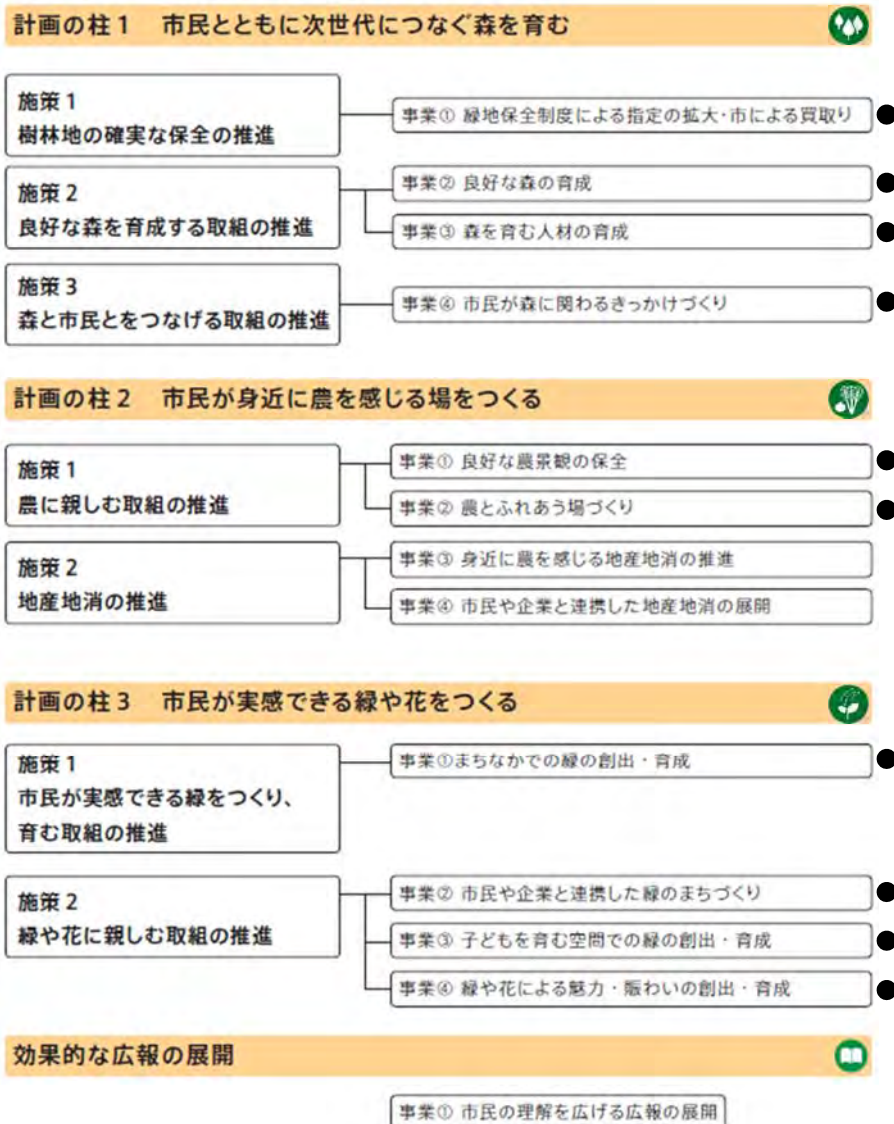 計画の柱1 市民とともに次世代につなぐ森を育む
施策1
樹林地の確実な保全の推進
事業① 緑地保全制度による指定の拡大・市による買取り
施策2
良好な森を育成する取組の推進
事業② 良好な森の育成
事業③ 森を育む人材の育成
施策3
森と市民とをつなげる取組の推進
事業④ 市民が森に関わるきっかけづくり
計画の柱2 市民が身近に農を感じる場をつくる
施策1
農に親しむ取組の推進
事業① 良好な農景観の保全
事業② 農とふれあう場づくり
施策2
地産地消の推進
事業③ 身近に農を感じる地産地消の推進
事業④ 市民や企業と連携した地産地消の展開
計画の柱3 市民が実感できる緑や花をつくる
施策1
市民が実感できる緑をつくり、
育む取組の推進
事業①まちなかでの緑の創出・育成
施策2
緑や花に親しむ取組の推進
事業② 市民や企業と連携した緑のまちづくり
事業③ 子どもを育む空間での緑の創出・育成
事業④ 緑や花による魅力・賑わいの創出・育成
効果的な広報の展開
事業① 市民の理解を広げる広報の展開